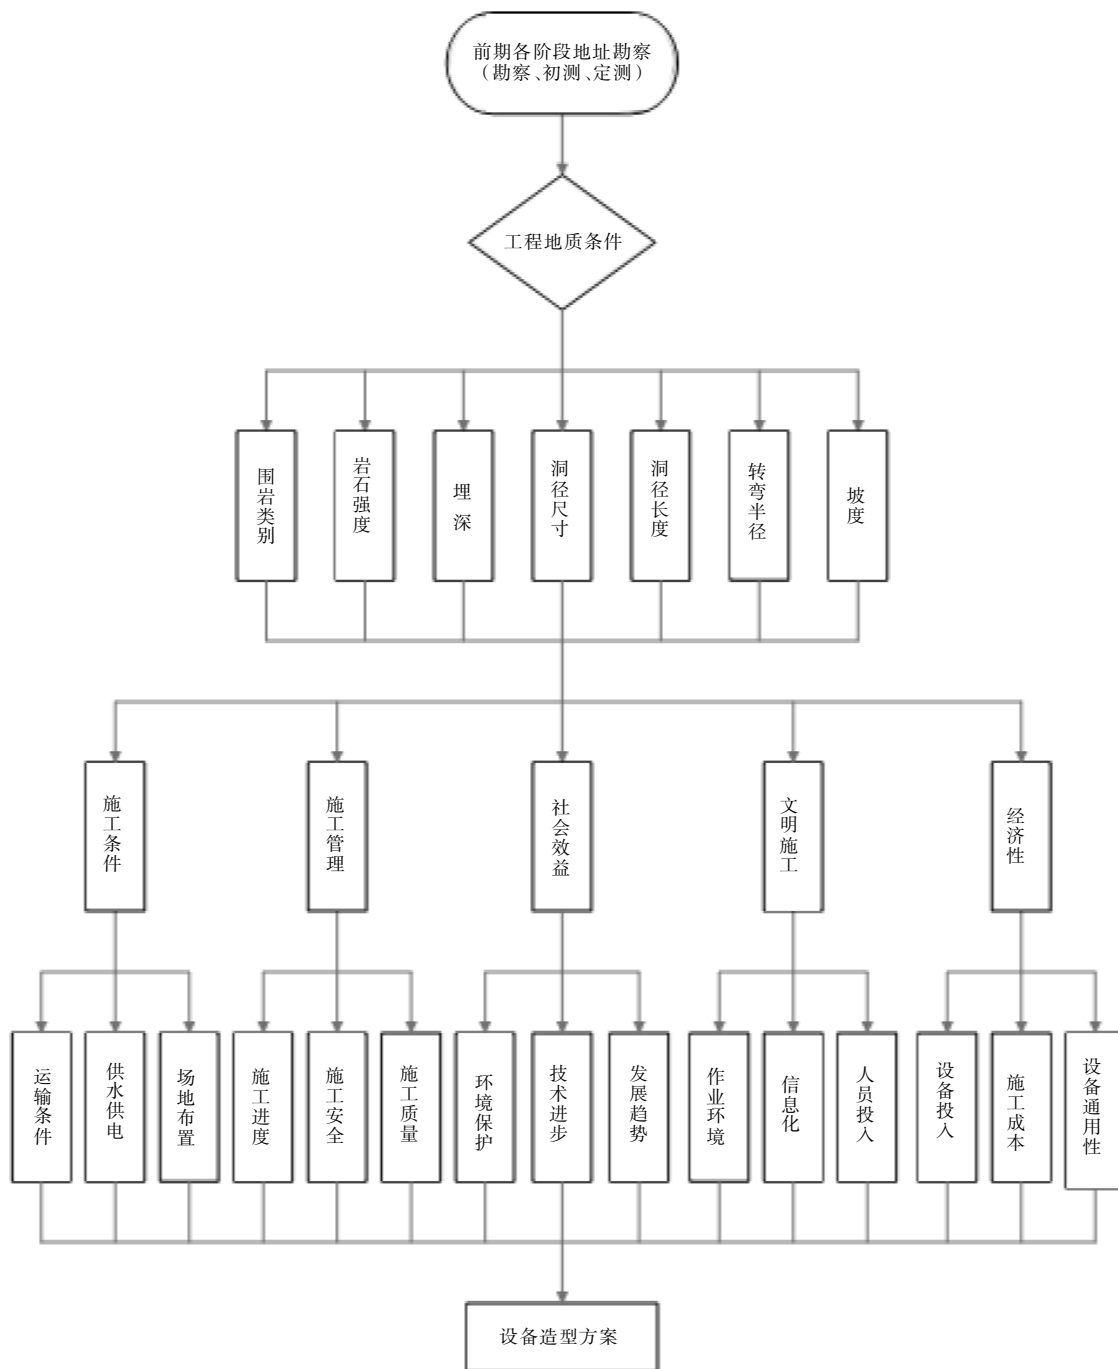 前期各阶段地址勘察
（勘察、初测、定测）
工程地质条件
围岩类别
岩石强度
埋深
洞径尺寸
洞径长度
转弯半径
坡度
施工条件
施工管理
社会效益
文明施工
经济性
运输条件
供水供电
场地布置
施工进度
施工安全
施工质量
环境保护
技术进步
发展趋势
作业环境
信息化
人员投入
设备投入
施工成本
设备通用性
设备造型方案